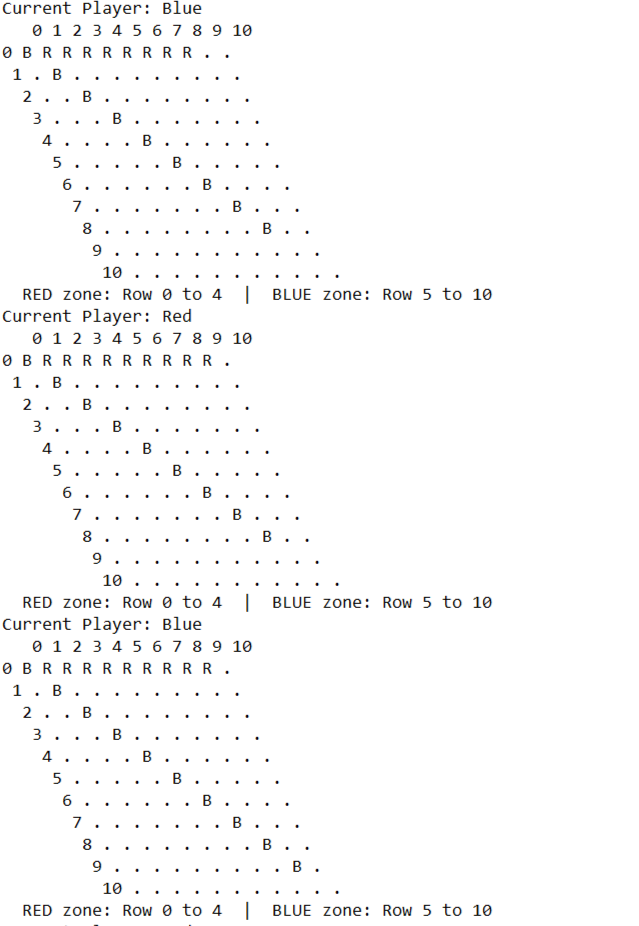 Current Player: Blue
   0 1 2 3 4 5 6 7 8 9 10
0 B R R R R R R R R . .
 1 . B . . . . . . . . .
  2 . . B . . . . . . . .
   3 . . . B . . . . . . .
    4 . . . . B . . . . . .
     5 . . . . . B . . . . .
      6 . . . . . . B . . . .
       7 . . . . . . . B . . .
        8 . . . . . . . . B . .
         9 . . . . . . . . . . .
          10 . . . . . . . . . . .
  RED zone: Row 0 to 4  |  BLUE zone: Row 5 to 10
Current Player: Red
   0 1 2 3 4 5 6 7 8 9 10
0 B R R R R R R R R R .
 1 . B . . . . . . . . .
  2 . . B . . . . . . . .
   3 . . . B . . . . . . .
    4 . . . . B . . . . . .
     5 . . . . . B . . . . .
      6 . . . . . . B . . . .
       7 . . . . . . . B . . .
        8 . . . . . . . . B . .
         9 . . . . . . . . . . .
          10 . . . . . . . . . . .
  RED zone: Row 0 to 4  |  BLUE zone: Row 5 to 10
Current Player: Blue
   0 1 2 3 4 5 6 7 8 9 10
0 B R R R R R R R R R .
 1 . B . . . . . . . . .
  2 . . B . . . . . . . .
   3 . . . B . . . . . . .
    4 . . . . B . . . . . .
     5 . . . . . B . . . . .
      6 . . . . . . B . . . .
       7 . . . . . . . B . . .
        8 . . . . . . . . B . .
         9 . . . . . . . . . B .
          10 . . . . . . . . . . .
  RED zone: Row 0 to 4  |  BLUE zone: Row 5 to 10